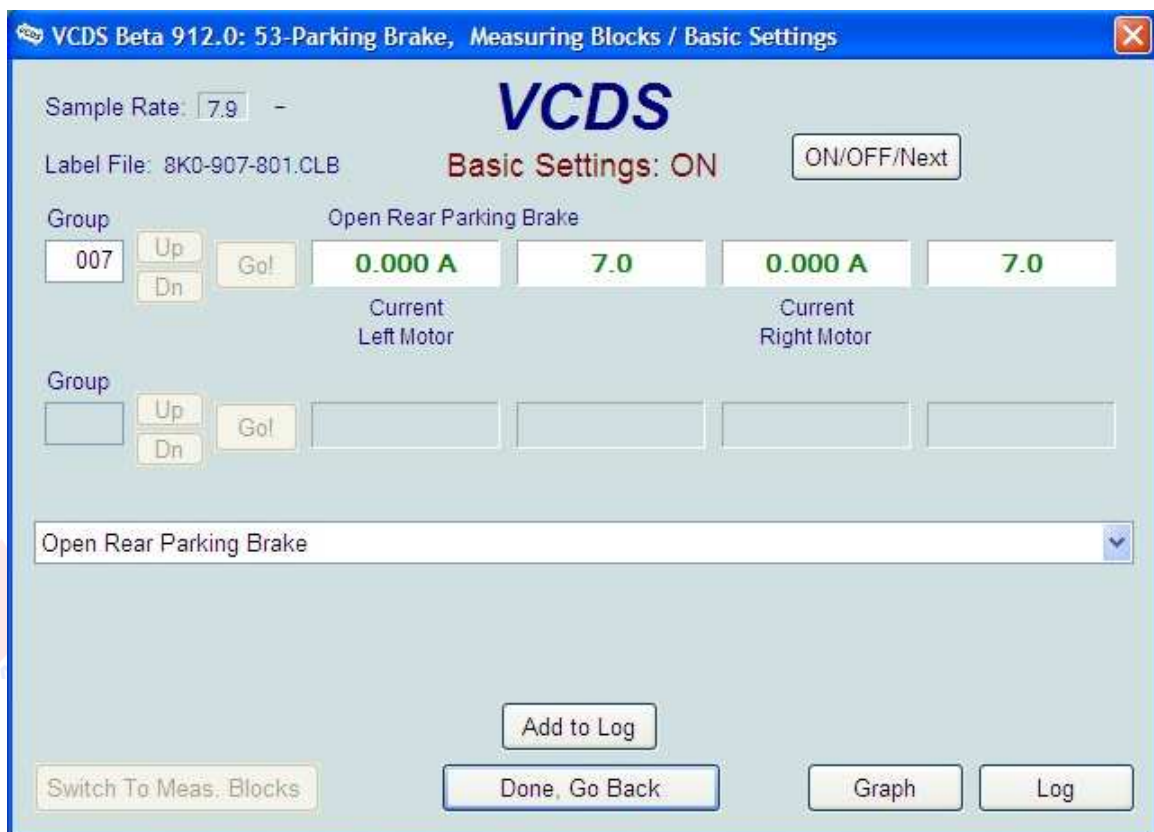 VCDS Beta 912.0: 53-Parking Brake, Measuring Blocks / Basic Settings
Sample Rate: 7.9 -
VCDS
Label File: 8K0-907-801.CLB
Basic Settings: ON
ON/OFF/Next
Group
Open Rear Parking Brake
007
Up
Dn
Go!
0.000 A
7.0
0.000 A
7.0
Current
Left Motor
Current
Right Motor
Group
Up
Dn
Go!
Open Rear Parking Brake
Add to Log
Switch To Meas. Blocks
Done, Go Back
Graph
Log